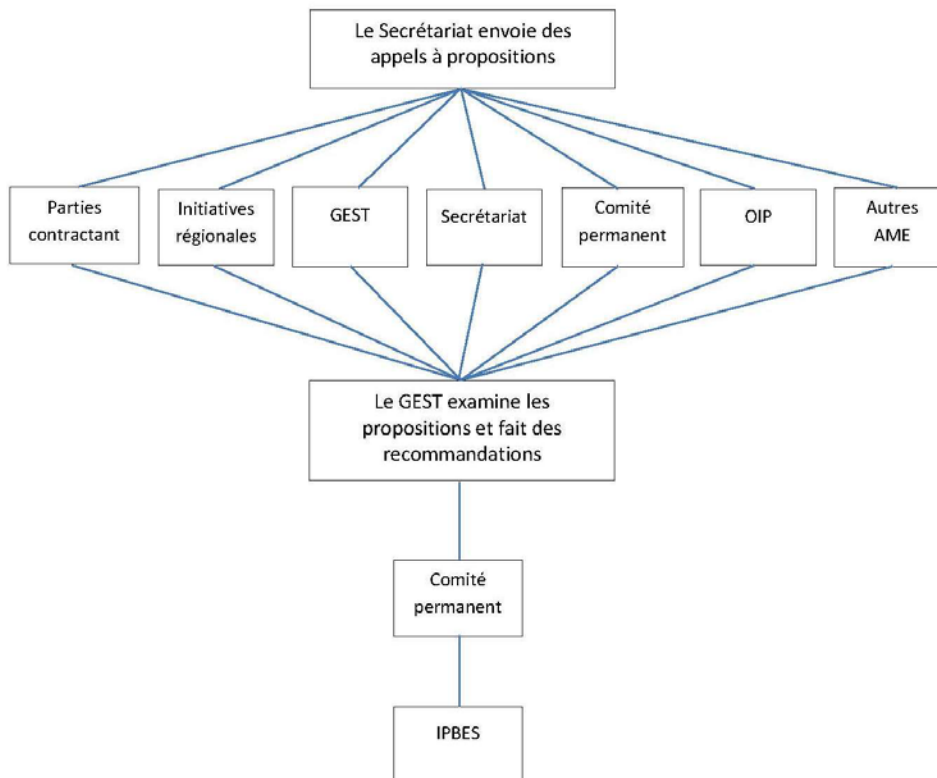 Le Secrétariat envoie des
appels à propositions
Parties
contractant
Initiatives
régionales
GEST
Secrétariat
Comité
permanent
OIP
Autres
AME
Le GEST examine les
propositions et fait des
recommandations
Comité
permanent
IPBES